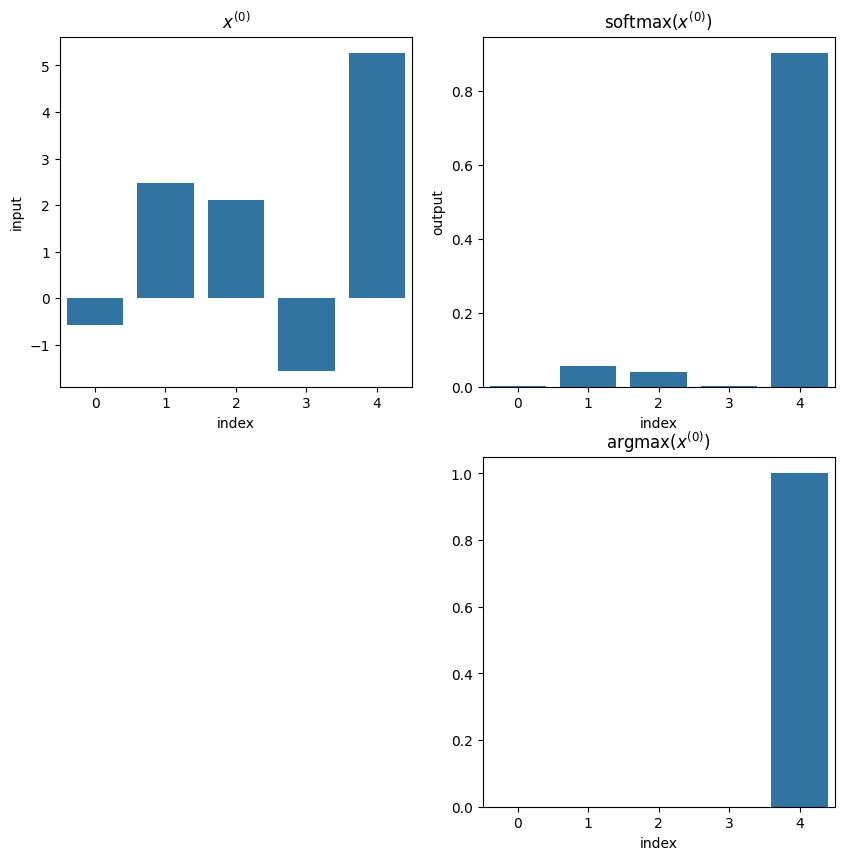 x^(0)
5
4
3
2
1
0
−1
input
0 1 2 3 4
index
softmax(x^(0))
0.8
0.6
0.4
0.2
0.0
output
0 1 2 3 4
index
argmax(x^(0))
1.0
0.8
0.6
0.4
0.2
0.0
0 1 2 3 4
index